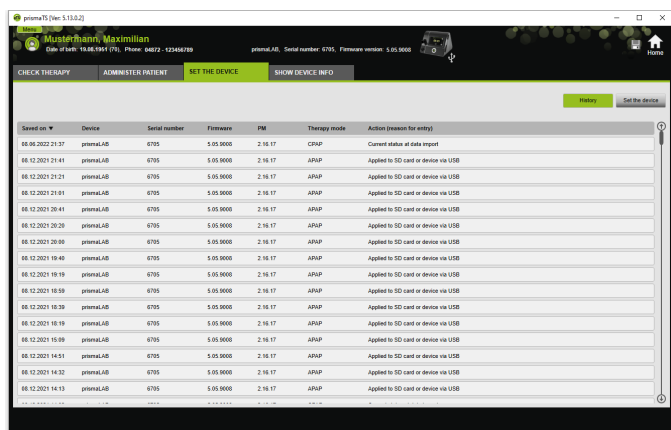 prismaTS [Ver: 5.13.0.2]
Menu
Mustermann, Maximilian
Date of birth: 19.08.1951 (70), Phone: 04872 - 123456789
prismaLAB, Serial number: 6705, Firmware version: 5.05.9008
Home
CHECK THERAPY ADMINISTER PATIENT SET THE DEVICE SHOW DEVICE INFO
History Set the device
Saved on ▼ Device Serial number Firmware PM Therapy mode Action (reason for entry)
08.06.2022 21:37 prismaLAB 6705 5.05.9008 2.16.17 CPAP Current status at data import
08.12.2021 21:41 prismaLAB 6705 5.05.9008 2.16.17 APAP Applied to SD card or device via USB
08.12.2021 21:21 prismaLAB 6705 5.05.9008 2.16.17 APAP Applied to SD card or device via USB
08.12.2021 21:01 prismaLAB 6705 5.05.9008 2.16.17 APAP Applied to SD card or device via USB
08.12.2021 20:41 prismaLAB 6705 5.05.9008 2.16.17 APAP Applied to SD card or device via USB
08.12.2021 20:20 prismaLAB 6705 5.05.9008 2.16.17 APAP Applied to SD card or device via USB
08.12.2021 20:00 prismaLAB 6705 5.05.9008 2.16.17 APAP Applied to SD card or device via USB
08.12.2021 19:40 prismaLAB 6705 5.05.9008 2.16.17 APAP Applied to SD card or device via USB
08.12.2021 19:19 prismaLAB 6705 5.05.9008 2.16.17 APAP Applied to SD card or device via USB
08.12.2021 18:59 prismaLAB 6705 5.05.9008 2.16.17 APAP Applied to SD card or device via USB
08.12.2021 18:39 prismaLAB 6705 5.05.9008 2.16.17 APAP Applied to SD card or device via USB
08.12.2021 18:19 prismaLAB 6705 5.05.9008 2.16.17 APAP Applied to SD card or device via USB
08.12.2021 15:09 prismaLAB 6705 5.05.9008 2.16.17 APAP Applied to SD card or device via USB
08.12.2021 14:51 prismaLAB 6705 5.05.9008 2.16.17 APAP Applied to SD card or device via USB
08.12.2021 14:32 prismaLAB 6705 5.05.9008 2.16.17 APAP Applied to SD card or device via USB
08.12.2021 14:13 prismaLAB 6705 5.05.9008 2.16.17 APAP Applied to SD card or device via USB